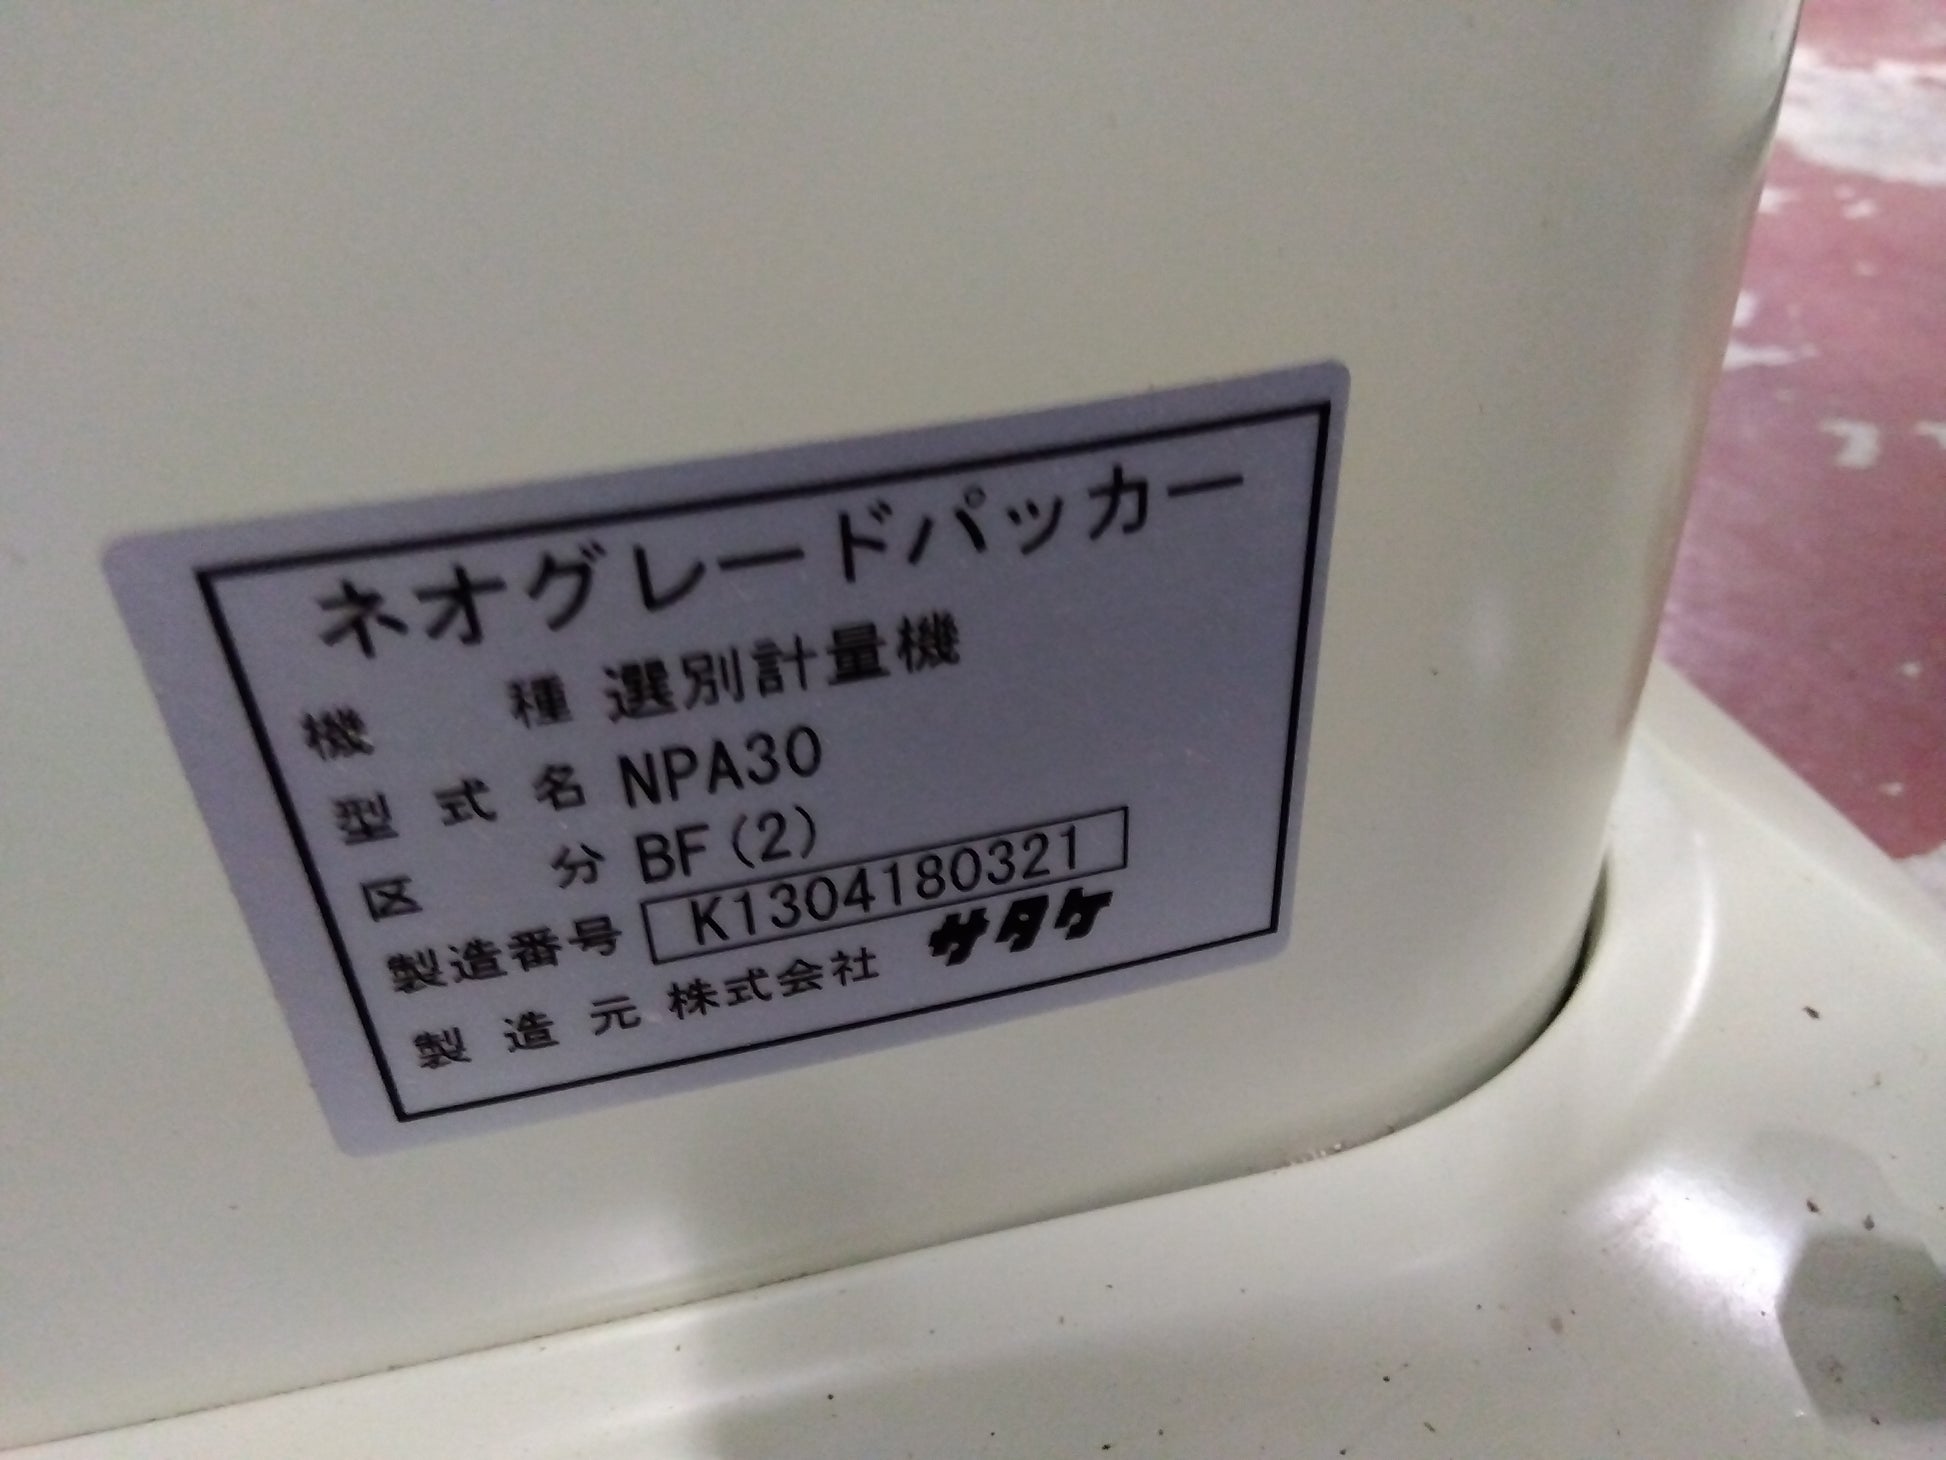 ネオグレードパッカー
機種 選別計量機
型式名 NPA30
区分 BF(2)
製造番号 K1304180321
製造元 株式会社 サタケ